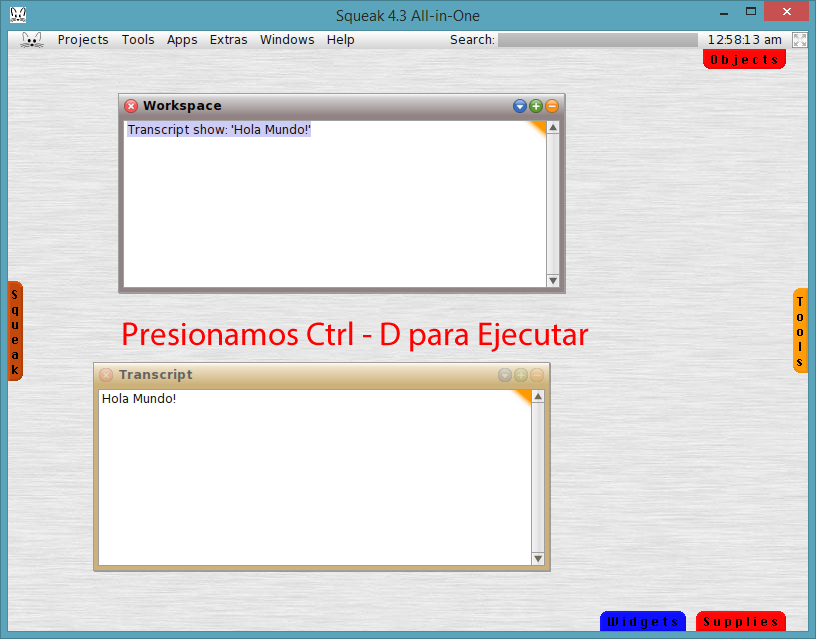 Squeak 4.3 All-in-One
Projects Tools Apps Extras Windows Help Search: 12:58:13 am
Objects
Workspace
Transcript show: 'Hola Mundo!'
Squeak
Tools
Presionamos Ctrl - D para Ejecutar
Transcript
Hola Mundo!
Widgets Supplies